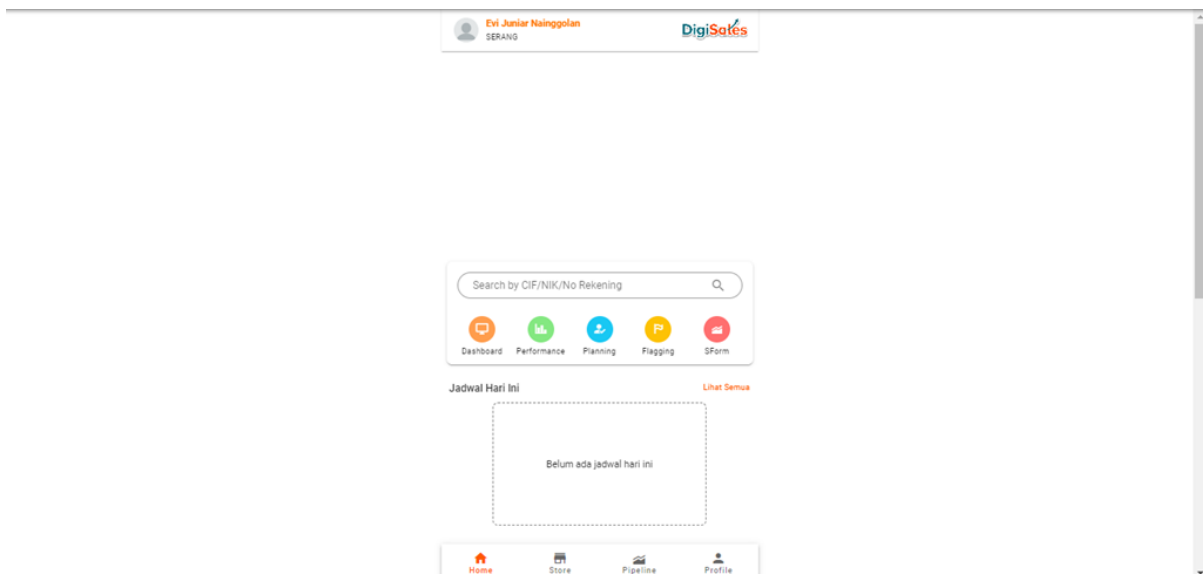 Evi Juniar Nainggolan
SERANG
DigiSales
Search by CIF/NIK/No Rekening
Dashboard Performance Planning Flagging SForm
Jadwal Hari Ini Lihat Semua
Belum ada jadwal hari ini
Home Store Pipeline Profile